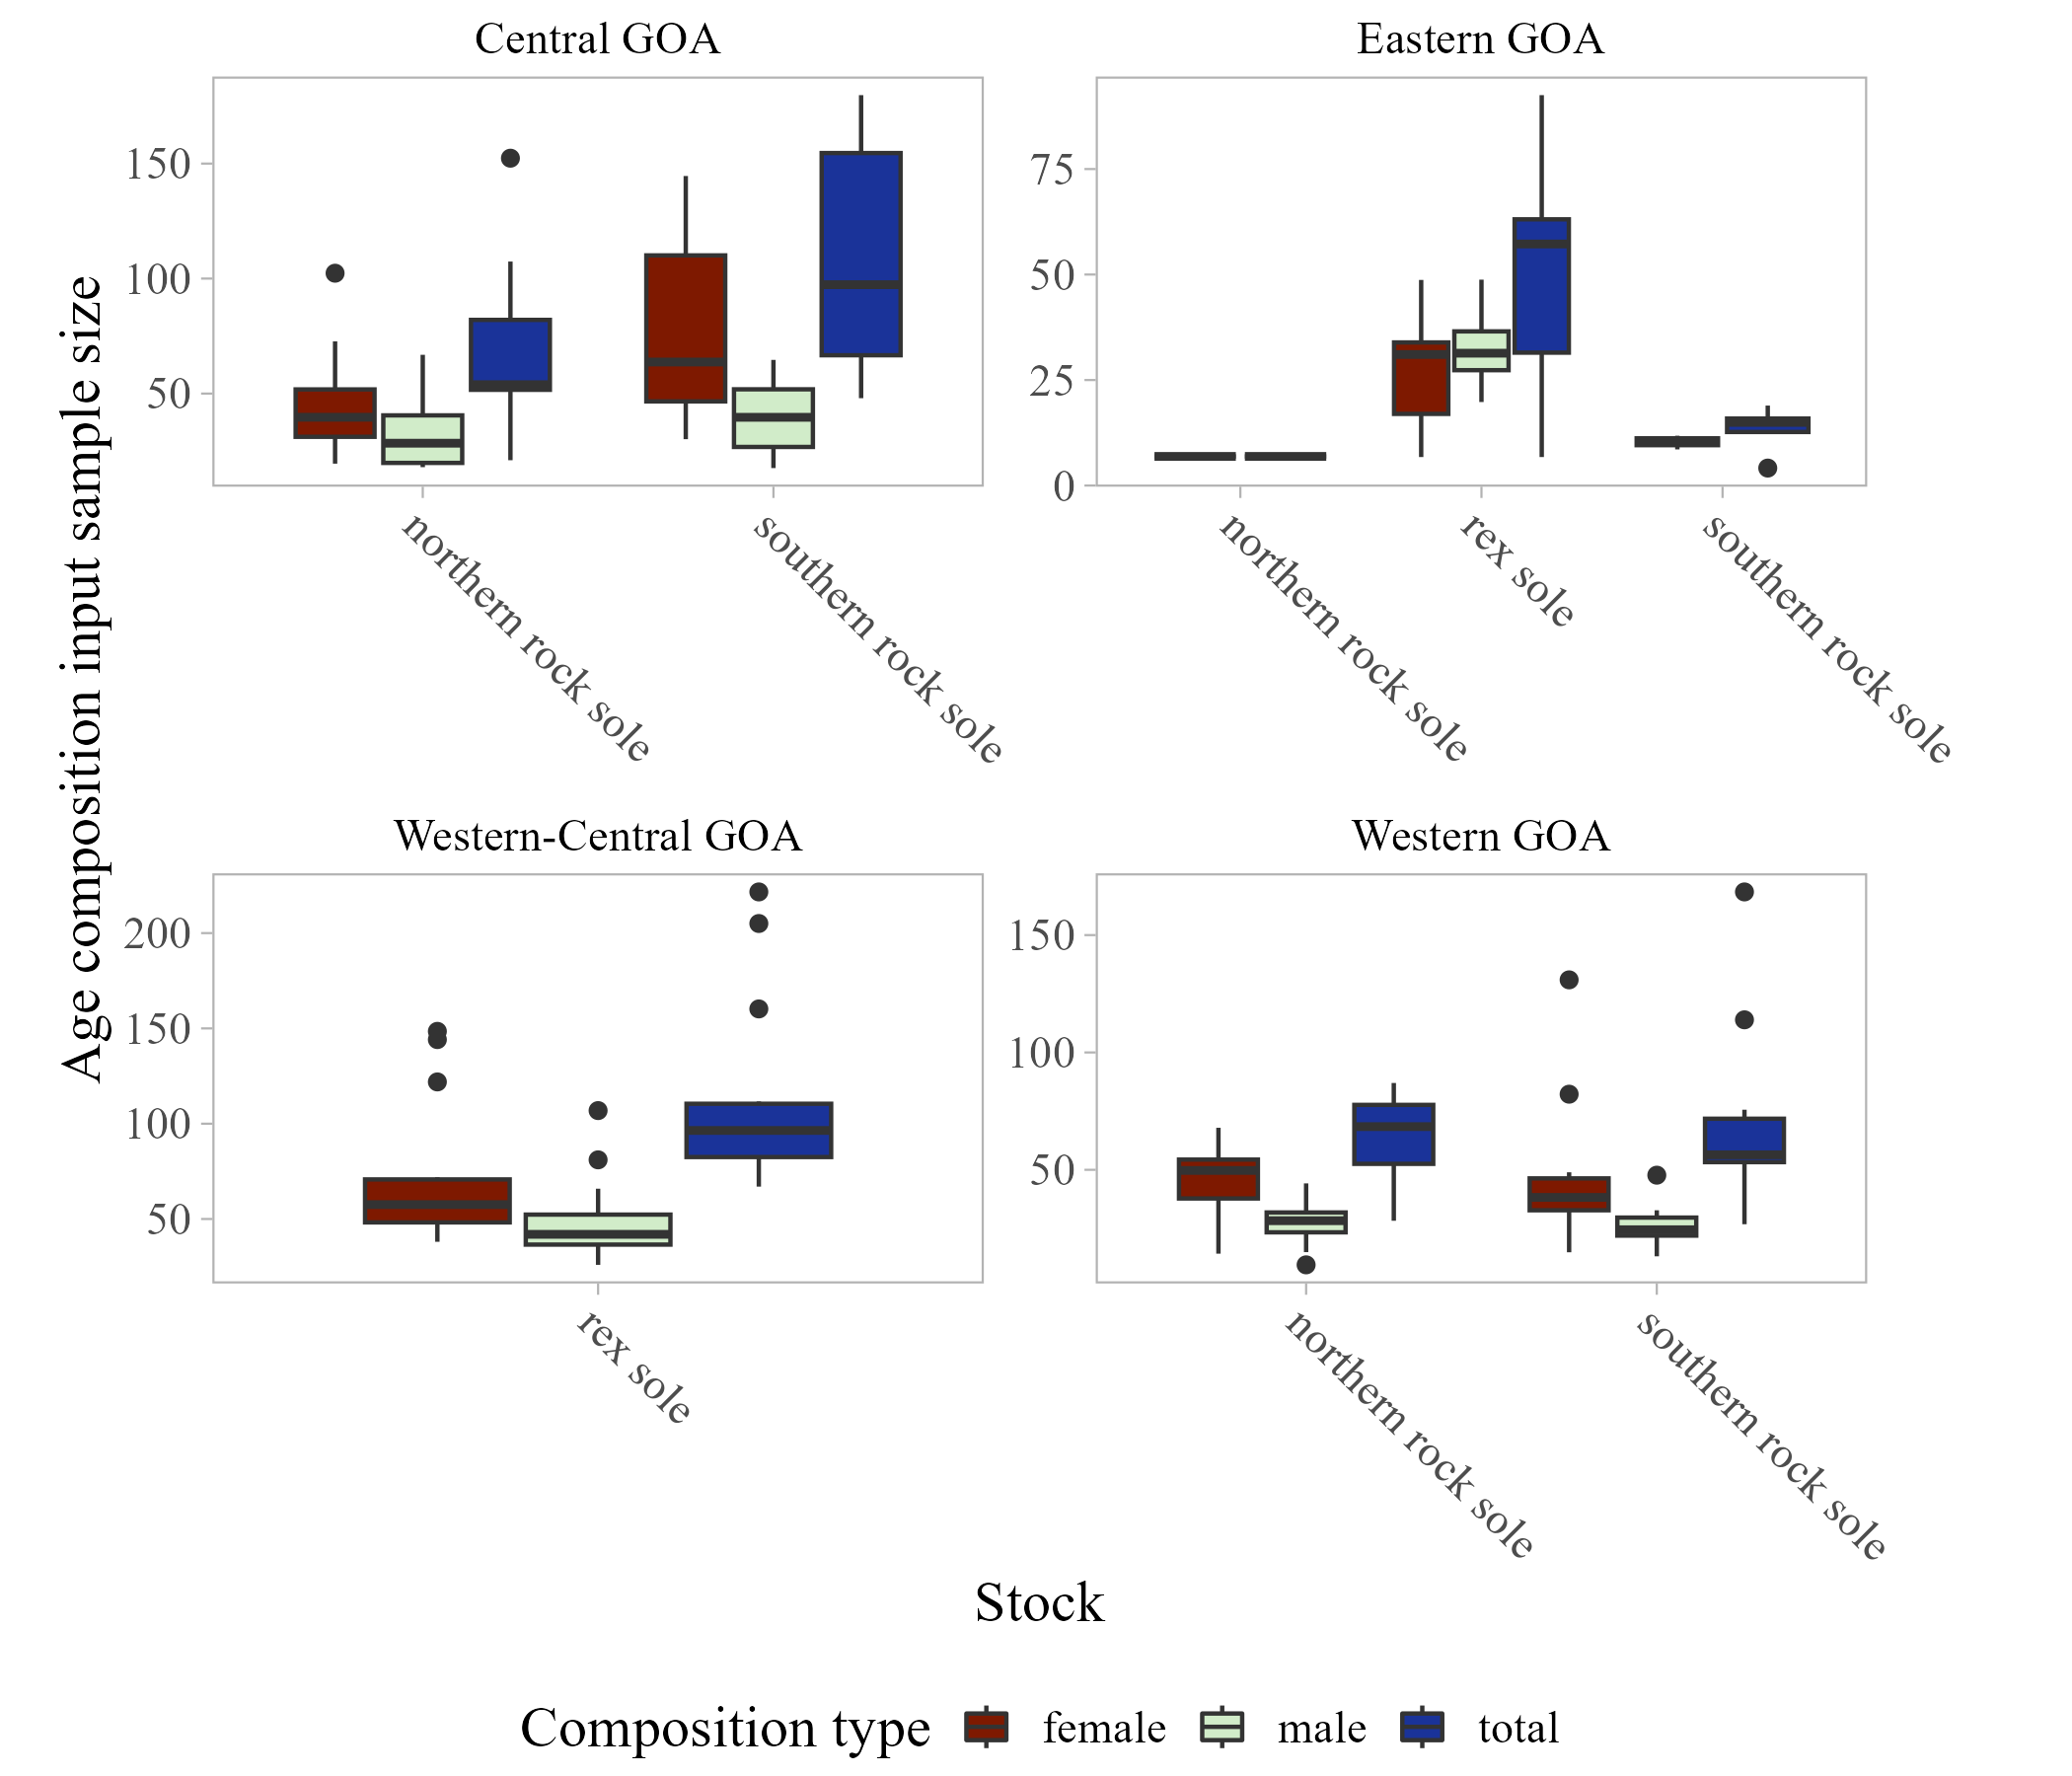 Central GOA
Eastern GOA
150
100
50
75
50
25
0
northern rock sole
southern rock sole
northern rock sole
rex sole
southern rock sole
Age composition input sample size
Western-Central GOA
Western GOA
200
150
100
50
150
100
50
rex sole
northern rock sole
southern rock sole
Stock
Composition type female male total